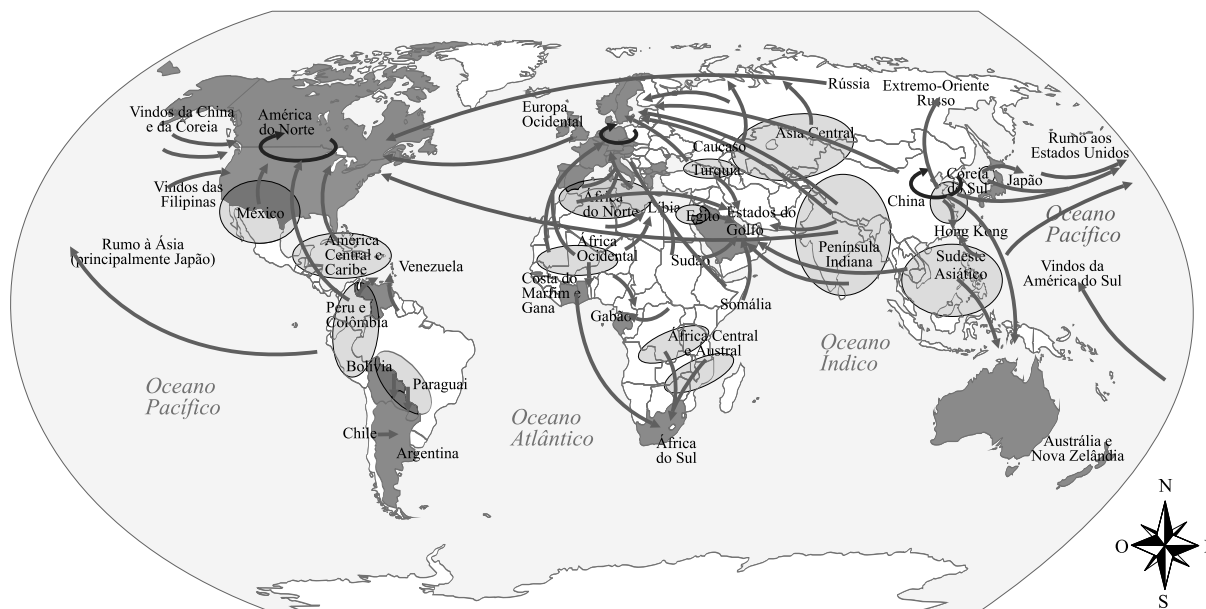 Vindos da China
e da Coreia
América
do Norte
Europa
Ocidental
Rússia
Extremo-Oriente
Russo
Ásia Central
Cáucaso
Turquia
Rumo aos
Estados Unidos
Coreia
do Sul
Japão
China
Vindos das
Filipinas
México
África
do Norte
Líbia
Egito
Estados do
Golfo
Hong Kong
Oceano
Pacífico
Rumo à Ásia
(principalmente Japão)
América
Central e
Caribe
Venezuela
África
Ocidental
Sudão
Península
Indiana
Sudeste
Asiático
Vindos da
América do Sul
Costa do
Marfim e
Gana
Somália
Peru e
Colômbia
Gabão
África Central
e Austral
Oceano
Índico
Bolívia
Paraguai
Oceano
Pacífico
Oceano
Atlântico
Chile
Argentina
África
do Sul
Austrália e
Nova Zelândia
N
O
S